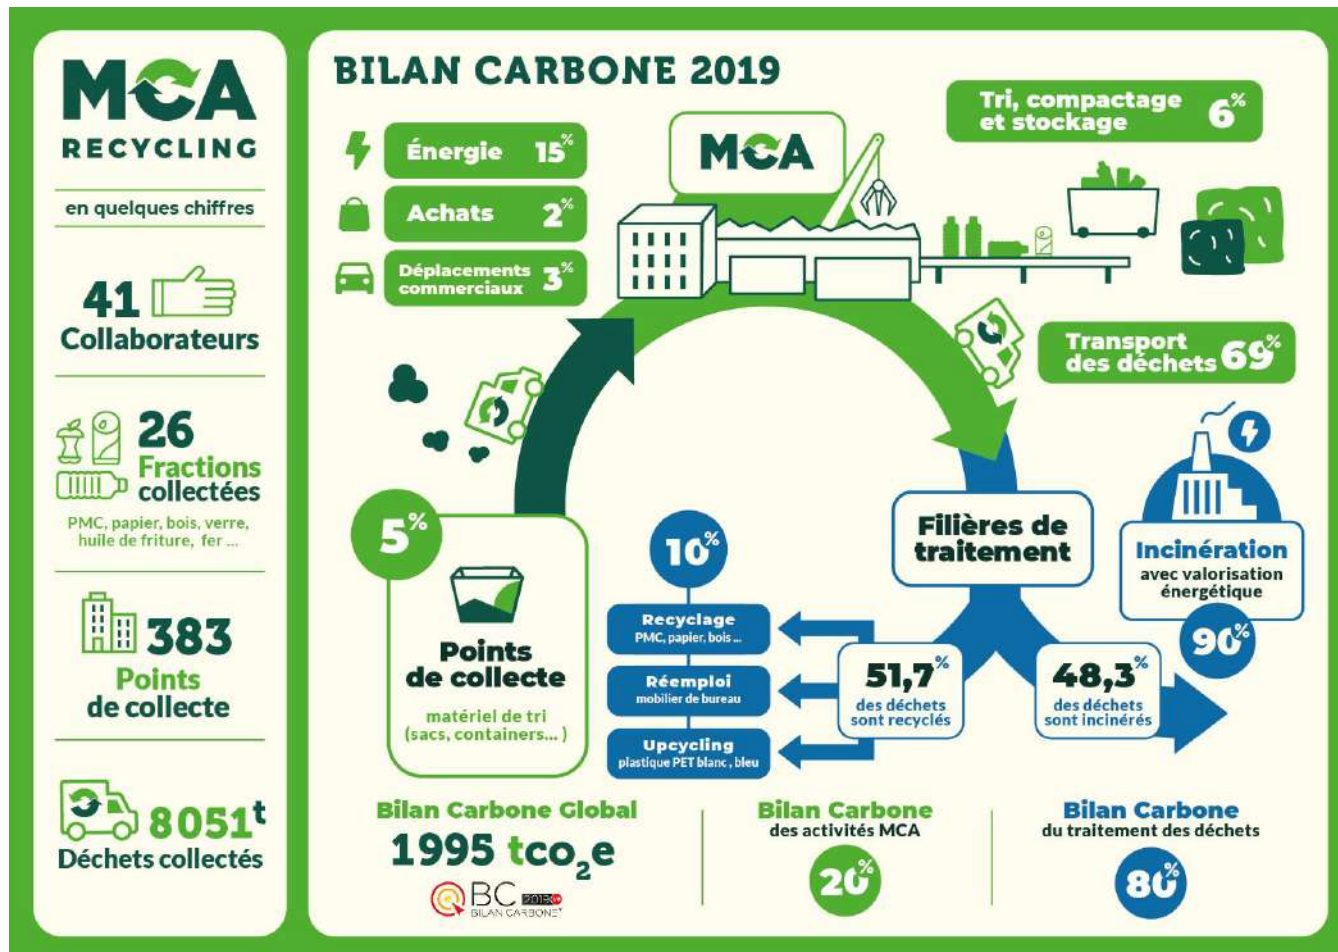 MCA
RECYCLING
en quelques chiffres
41
Collaborateurs
26
Fractions
collectées
PMC, papier, bois, verre,
huile de friture, fer ...
383
Points
de collecte
8051t
Déchets collectés
BILAN CARBONE 2019
Énergie 15%
Achats 2%
Déplacements
commerciaux 3%
MCA
Tri, compactage
et stockage 6%
Transport
des déchets 69%
5%
Points
de collecte
matériel de tri
(sacs, containers... )
10%
Recyclage
PMC, papier, bois ...
Réemploi
mobilier de bureau
Upcycling
plastique PET blanc , bleu
Filières de
traitement
51,7%
des déchets
sont recyclés
48,3%
des déchets
sont incinérés
Incinération
avec valorisation
énergétique
90%
Bilan Carbone Global
1995 tco2e
BC
BILAN CARBONE
Bilan Carbone
des activités MCA
20%
Bilan Carbone
du traitement des déchets
80%